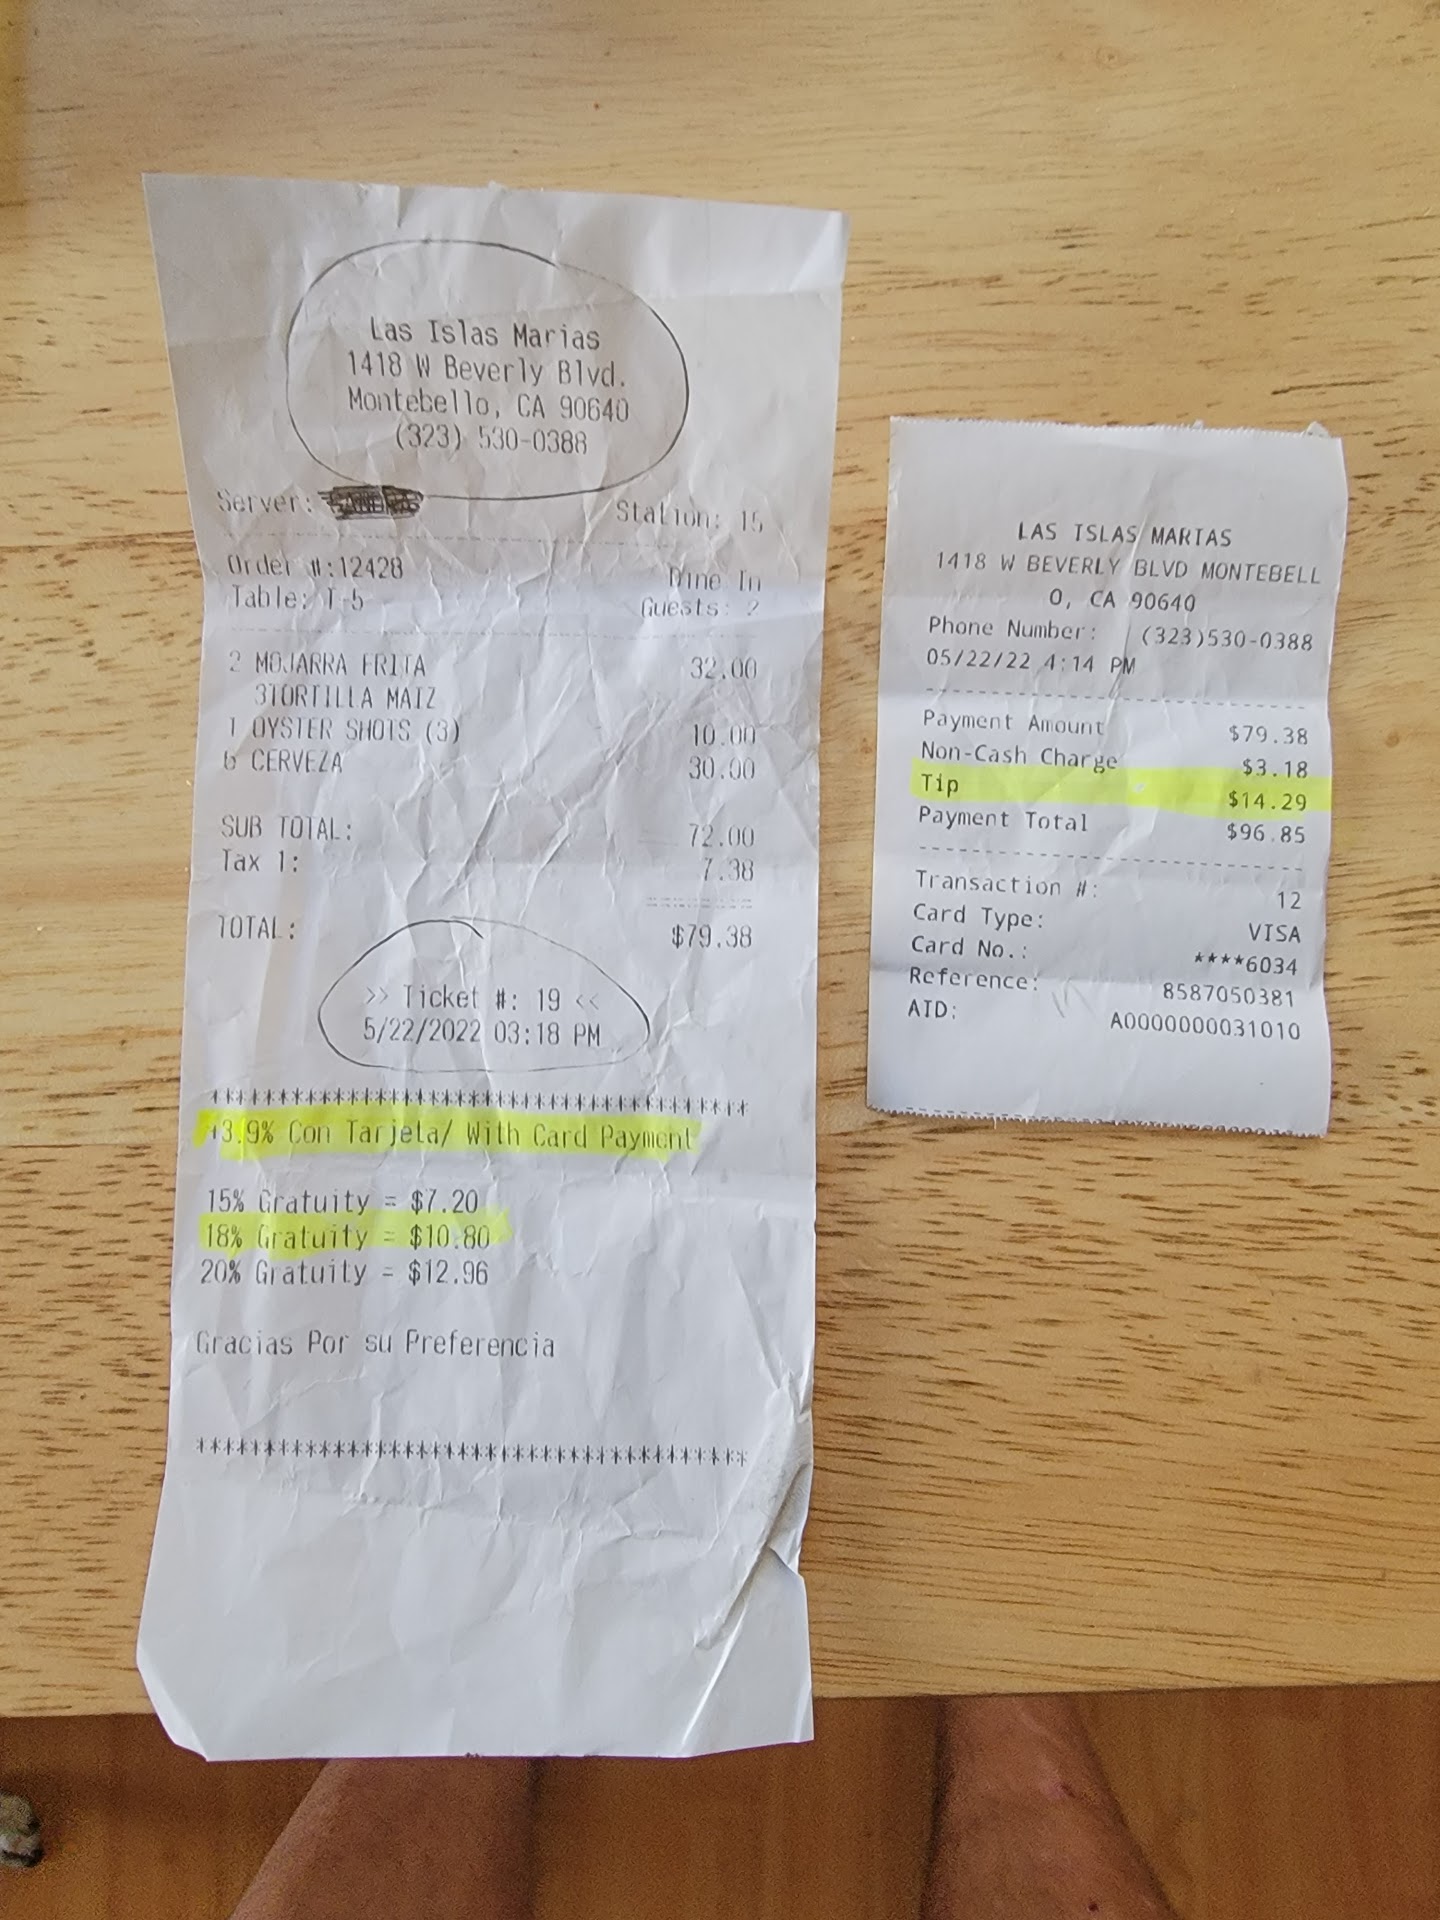 Las Islas Marias
1418 W Beverly Blvd.
Montebello, CA 90640
(323) 530-0388
Server: Station: 15
Order #:12428 Dine In
Table: T-5 Guests: 2
2 MOJARRA FRITA 32.00
3TORTILLA MAIZ
1 OYSTER SHOTS (3) 10.00
6 CERVEZA 30.00
SUB TOTAL: 72.00
Tax 1: 7.38
=======
TOTAL: $79.38
>> Ticket #: 19 <<
5/22/2022 03:18 PM
****************************************
+3.9% Con Tarjeta/ With Card Payment
15% Gratuity = $7.20
18% Gratuity = $10.80
20% Gratuity = $12.96
Gracias Por su Preferencia
****************************************
LAS ISLAS MARIAS
1418 W BEVERLY BLVD MONTEBELL
O, CA 90640
Phone Number: (323)530-0388
05/22/22 4:14 PM
Payment Amount $79.38
Non-Cash Charge $3.18
Tip $14.29
Payment Total $96.85
Transaction #: 12
Card Type: VISA
Card No.: ****6034
Reference: 8587050381
AID: A0000000031010